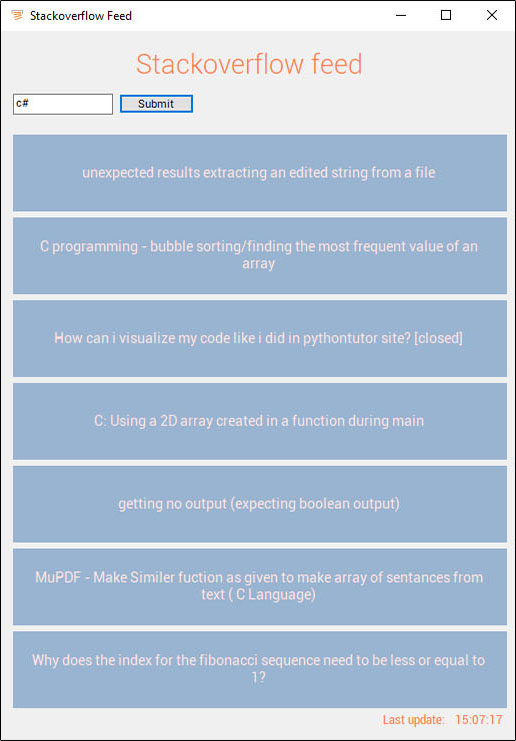 Stackoverflow Feed
Stackoverflow feed
c#
Submit
unexpected results extracting an edited string from a file
C programming - bubble sorting/finding the most frequent value of an
array
How can i visualize my code like i did in pythontutor site? [closed]
C: Using a 2D array created in a function during main
getting no output (expecting boolean output)
MuPDF - Make Similer fuction as given to make array of sentances from
text ( C Language)
Why does the index for the fibonacci sequence need to be less or equal to
1?
Last update: 15:07:17